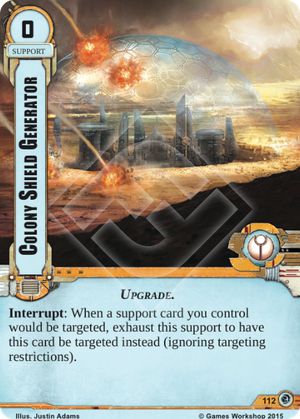 0
SUPPORT
COLONY SHIELD GENERATOR
UPGRADE.
Interrupt: When a support card you control
would be targeted, exhaust this support to have
this card be targeted instead (ignoring targeting
restrictions).
112
Illus. Justin Adams
© Games Workshop 2015